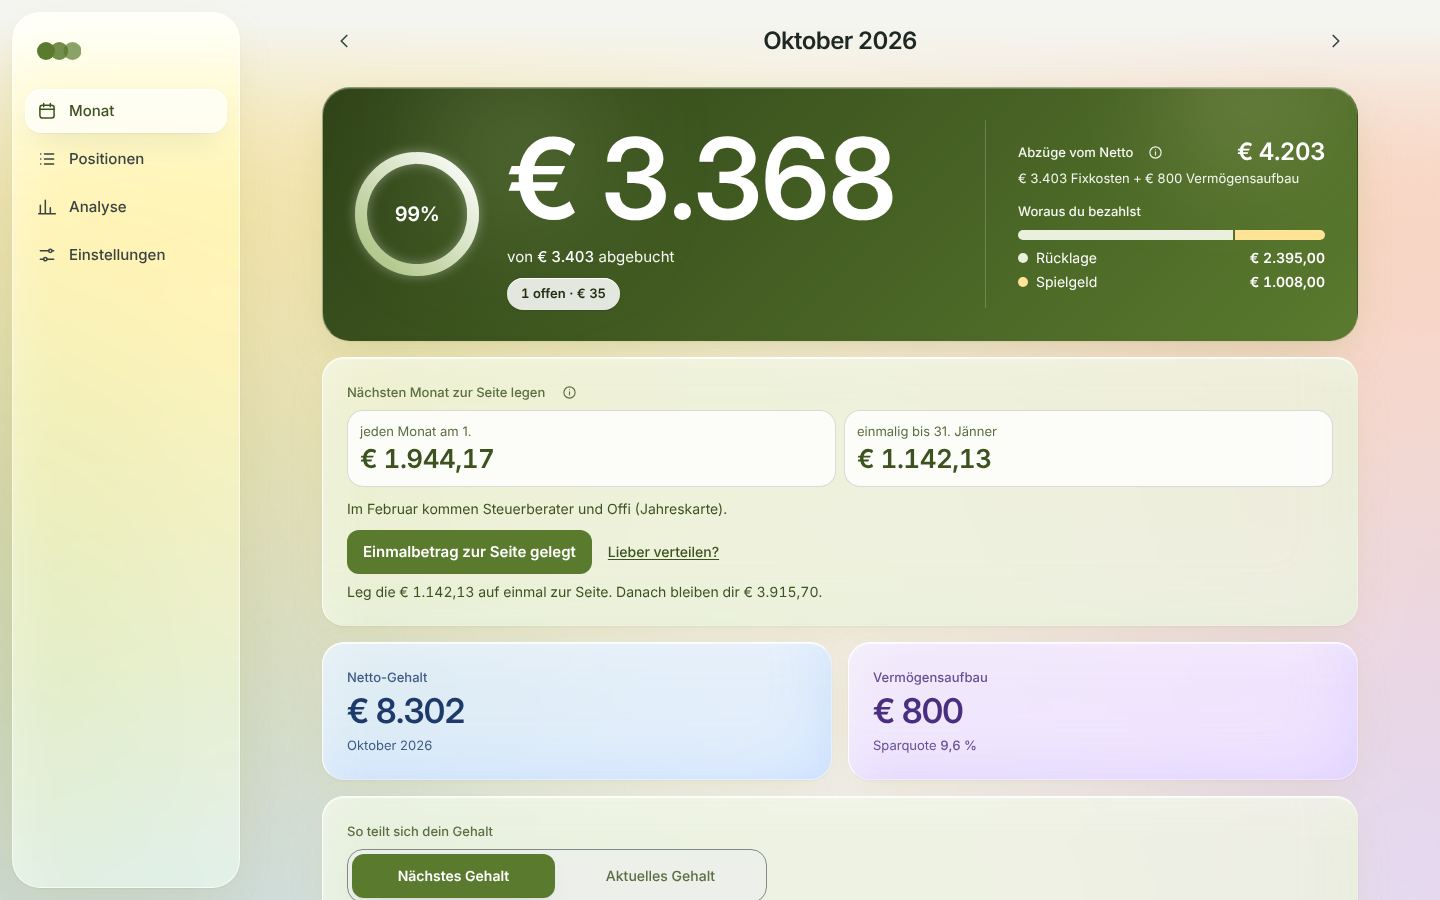 Oktober 2026
Monat
Positionen
Analyse
Einstellungen
99%
€ 3.368
von € 3.403 abgebucht
1 offen · € 35
Abzüge vom Netto
€ 4.203
€ 3.403 Fixkosten + € 800 Vermögensaufbau
Woraus du bezahlst
Rücklage
€ 2.395,00
Spielgeld
€ 1.008,00
Nächsten Monat zur Seite legen
jeden Monat am 1.
€ 1.944,17
einmalig bis 31. Jänner
€ 1.142,13
Im Februar kommen Steuerberater und Offi (Jahreskarte).
Einmalbetrag zur Seite gelegt
Lieber verteilen?
Leg die € 1.142,13 auf einmal zur Seite. Danach bleiben dir € 3.915,70.
Netto-Gehalt
€ 8.302
Oktober 2026
Vermögensaufbau
€ 800
Sparquote 9,6 %
So teilt sich dein Gehalt
Nächstes Gehalt
Aktuelles Gehalt